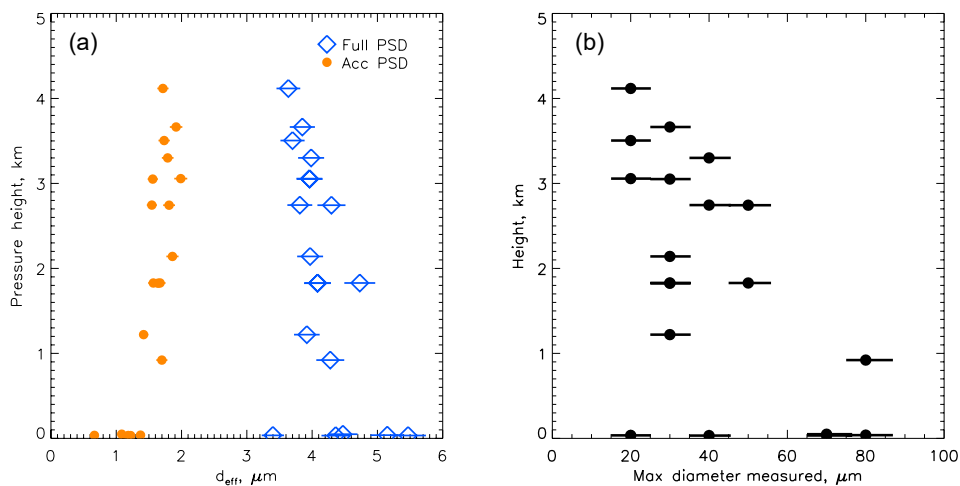 (a)
Full PSD
Acc PSD
Pressure height, km
5
4
3
2
1
0
0 1 2 3 4 5 6
d_eff, μm
(b)
Height, km
5
4
3
2
1
0
0 20 40 60 80 100
Max diameter measured, μm